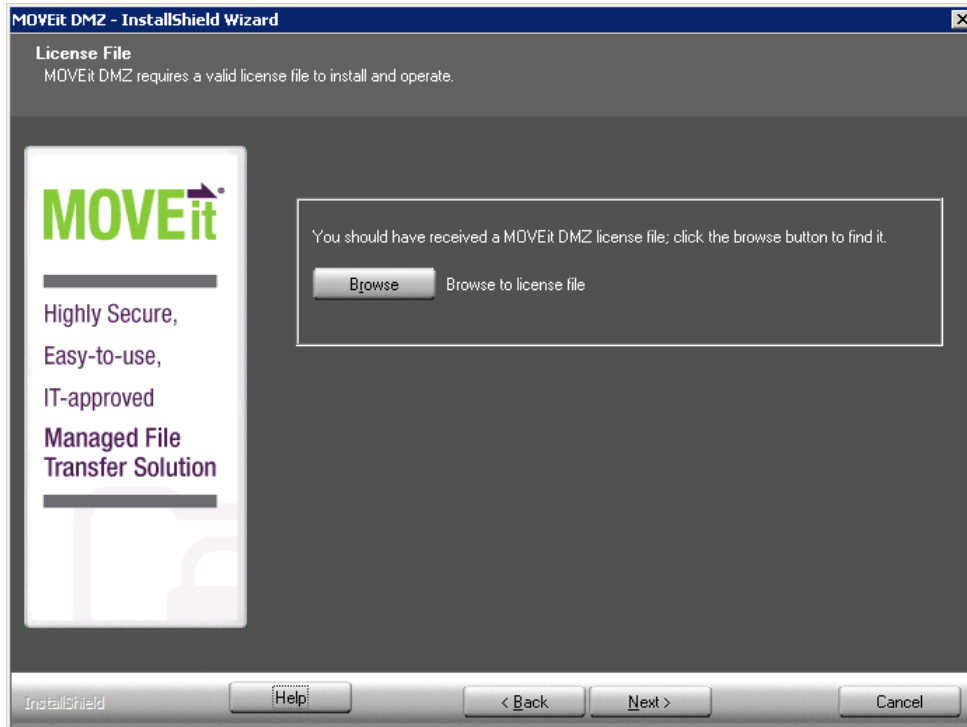 MOVEit DMZ - InstallShield Wizard
License File
MOVEit DMZ requires a valid license file to install and operate.
MOVEit®
Highly Secure,
Easy-to-use,
IT-approved
Managed File
Transfer Solution
You should have received a MOVEit DMZ license file; click the browse button to find it.
Browse
Browse to license file
InstallShield
Help
< Back
Next >
Cancel